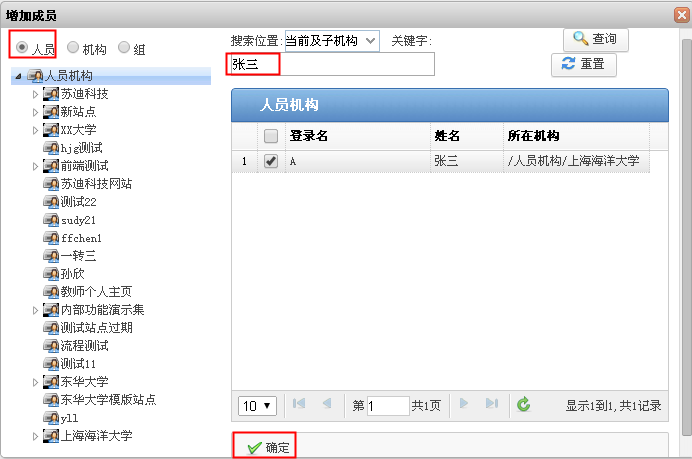 增加成员
人员 机构 组
人员机构
苏迪科技
新站点
XX大学
hjg测试
前端测试
苏迪科技网站
测试22
sudy21
ffchen1
一转三
孙欣
教师个人主页
内部功能演示集
测试站点过期
流程测试
测试11
东华大学
东华大学模版站点
yll
上海海洋大学
搜索位置: 当前及子机构 关键字: 查询
张三 重置
人员机构
登录名 姓名 所在机构
1 A 张三 /人员机构/上海海洋大学
10 第 1 共1页 显示1到1,共1记录
确定